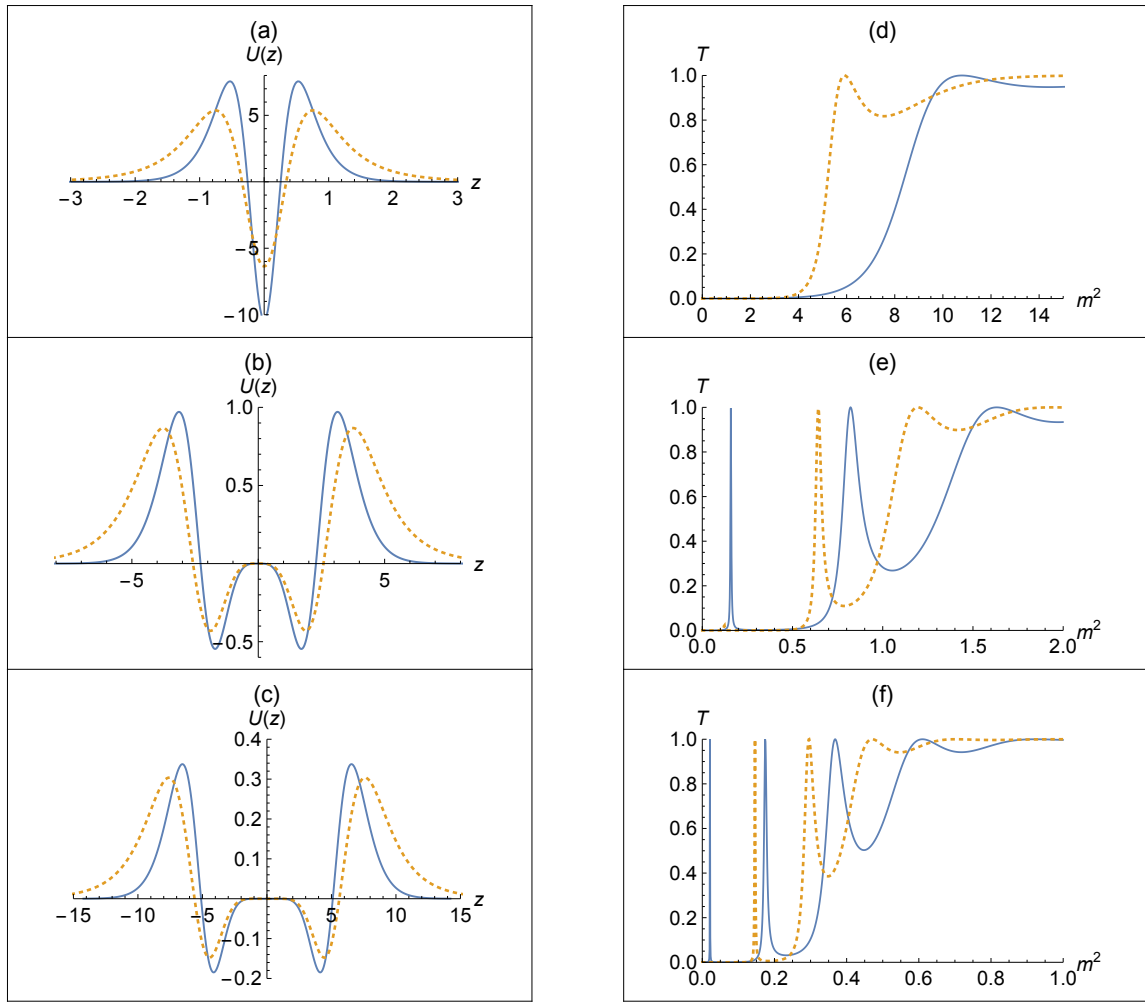 (a)
U(z)
5
−3 −2 −1 1 2 3 z
−5
−10
(d)
T
1.0
0.8
0.6
0.4
0.2
0.0
0 2 4 6 8 10 12 14 m²
(b)
U(z)
1.0
0.5
−5 5 z
−0.5
(e)
T
1.0
0.8
0.6
0.4
0.2
0.0
0.0 0.5 1.0 1.5 2.0 m²
(c)
U(z)
0.4
0.3
0.2
0.1
−15 −10 −5 5 10 15 z
−0.1
−0.2
(f)
T
1.0
0.8
0.6
0.4
0.2
0.0
0.0 0.2 0.4 0.6 0.8 1.0 m²